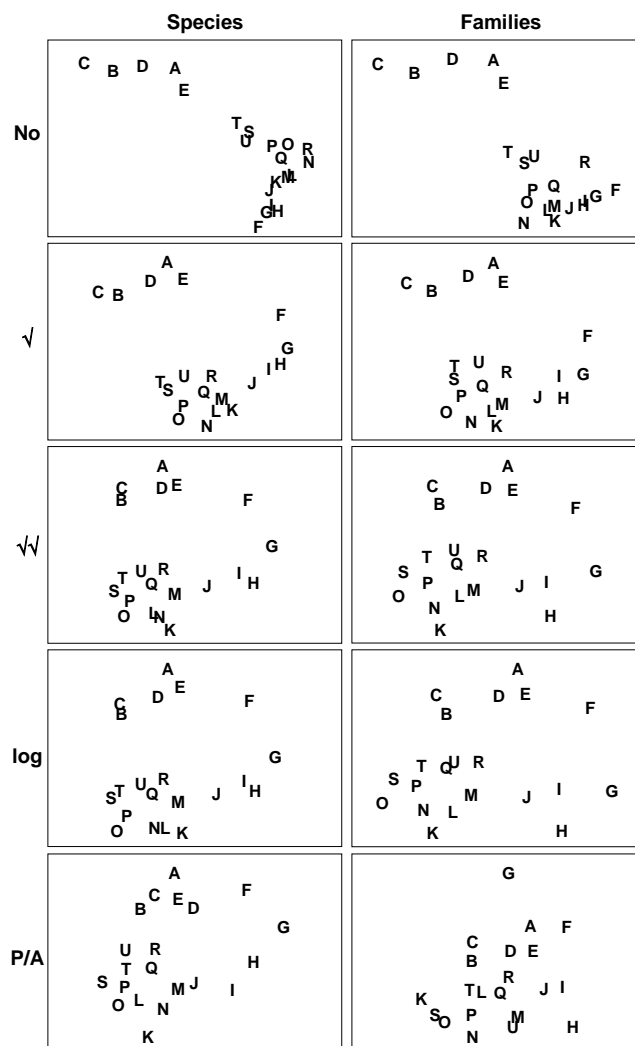 Species Families
No
C B D A
E
T S
U P O R
Q N
K M L
J
I
G H
F
C B D A
E
T S U R
P Q
O M I G F
L J H
N K
√
A
D E
C B
F
G
I H
T S U R J
Q
P M
O L K
N
A
D E
C B
F
T U
S Q R I G
P J H
O L M
N K
√√
A
C D E
B F
G
U R I
T Q J H
S M
P
O L N
K
A
C D E
B F
U
T Q R
S P I G
O L M J
N H
K
log
A
E
C D F
B
G
U R I
S T Q J H
P M
O N L K
A
C D E
B F
T Q U R
S P I G
O M J
N L
K H
P/A
A
C E F
B D
G
U R
T Q H
S P J
O L M I
N
K
G
A F
C D E
B
R
T L Q J I
K
S O P M
U H
N